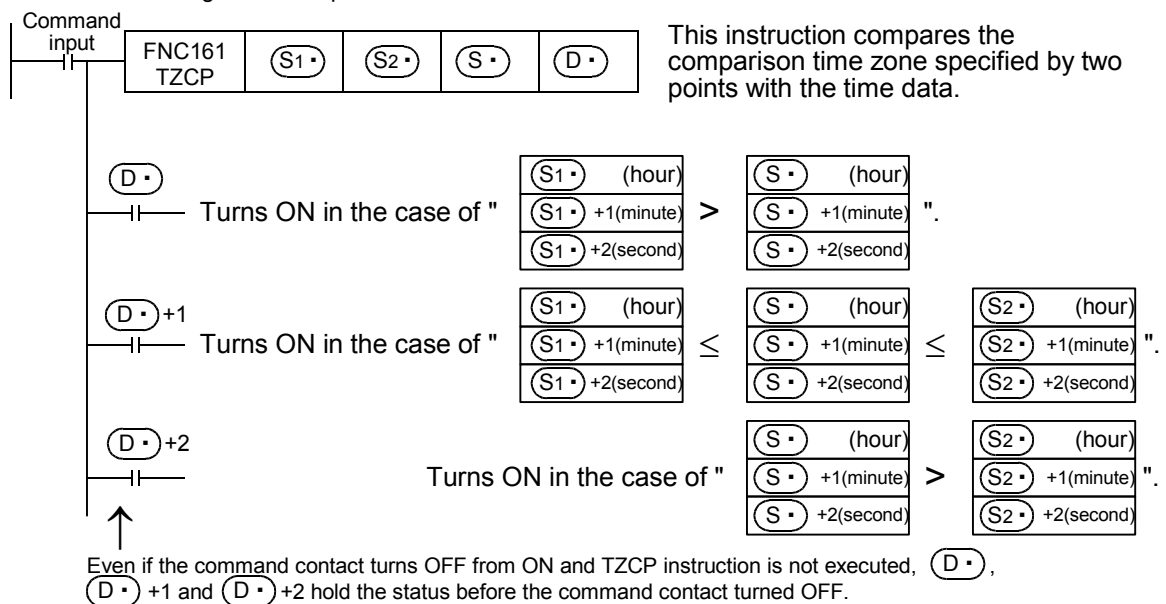 Command
input
FNC161
TZCP
S1・ S2・ S・ D・
This instruction compares the
comparison time zone specified by two
points with the time data.
D・
Turns ON in the case of " S1・ (hour) S1・ +1(minute) S1・ +2(second) > S・ (hour) S・ +1(minute) S・ +2(second) ".
D・+1
Turns ON in the case of " S1・ (hour) S1・ +1(minute) S1・ +2(second) ≤ S・ (hour) S・ +1(minute) S・ +2(second) ≤ S2・ (hour) S2・ +1(minute) S2・ +2(second) ".
D・+2
Turns ON in the case of " S・ (hour) S・ +1(minute) S・ +2(second) > S2・ (hour) S2・ +1(minute) S2・ +2(second) ".
Even if the command contact turns OFF from ON and TZCP instruction is not executed, D・,
D・ +1 and D・ +2 hold the status before the command contact turned OFF.